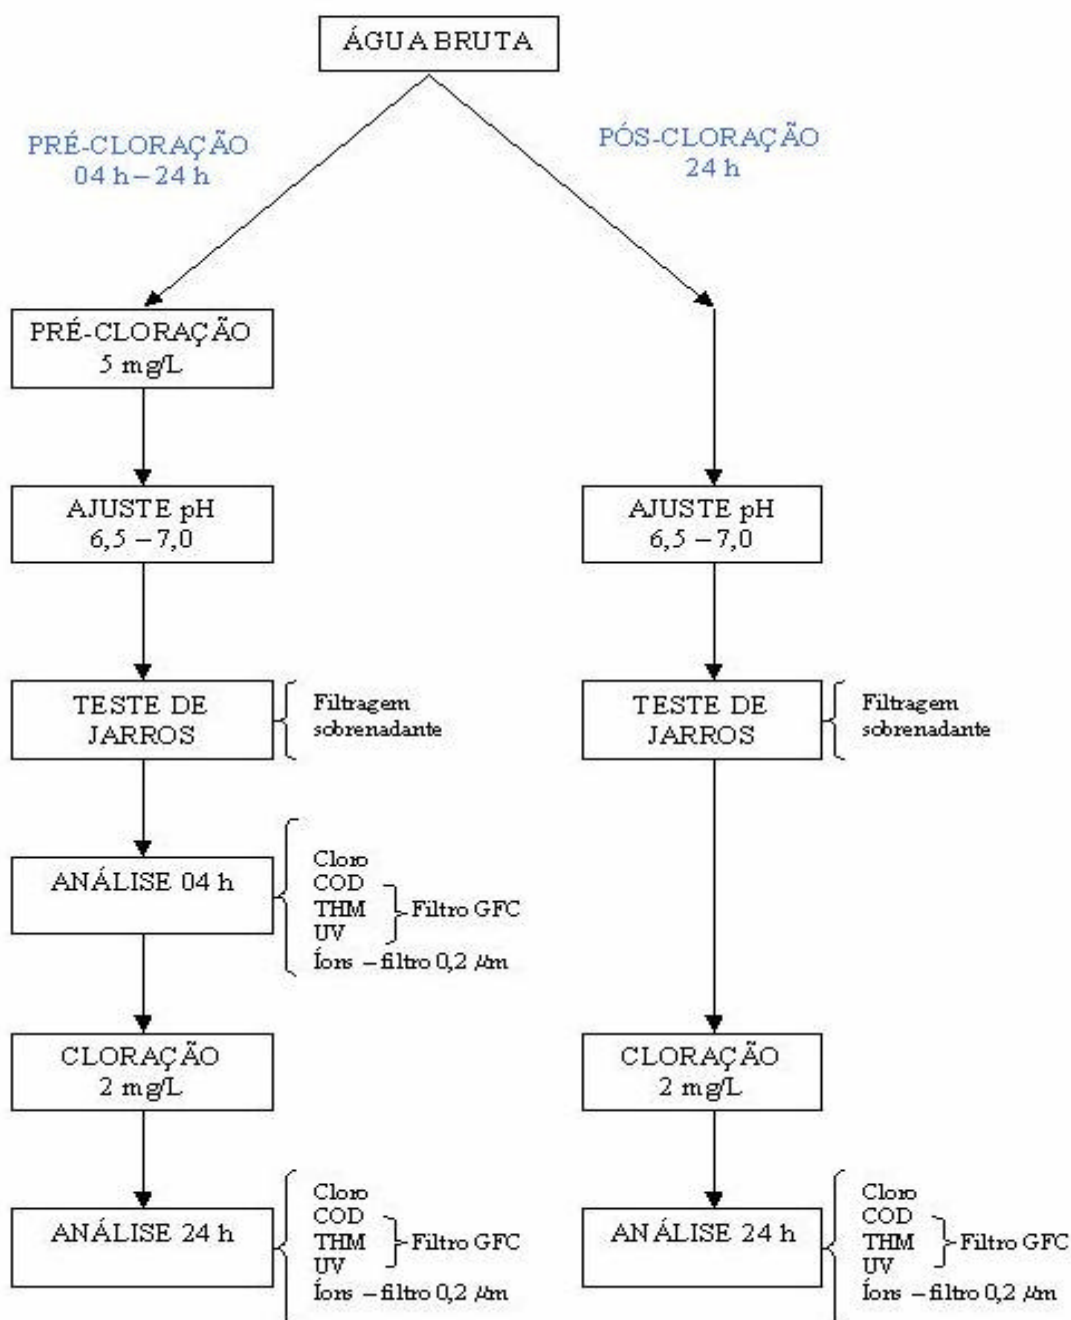 ÁGUA BRUTA
PRÉ-CLORAÇÃO
04 h – 24 h
PÓS-CLORAÇÃO
24 h
PRÉ-CLORAÇÃO
5 mg/L
AJUSTE pH
6,5 – 7,0
AJUSTE pH
6,5 – 7,0
TESTE DE
JARROS
Filtragem
sobrenadante
TESTE DE
JARROS
Filtragem
sobrenadante
ANÁLISE 04 h
Cloro
COD
THM
UV
Filtro GFC
Íons – filtro 0,2 µm
CLORAÇÃO
2 mg/L
CLORAÇÃO
2 mg/L
ANÁLISE 24 h
Cloro
COD
THM
UV
Filtro GFC
Íons – filtro 0,2 µm
ANÁLISE 24 h
Cloro
COD
THM
UV
Filtro GFC
Íons – filtro 0,2 µm